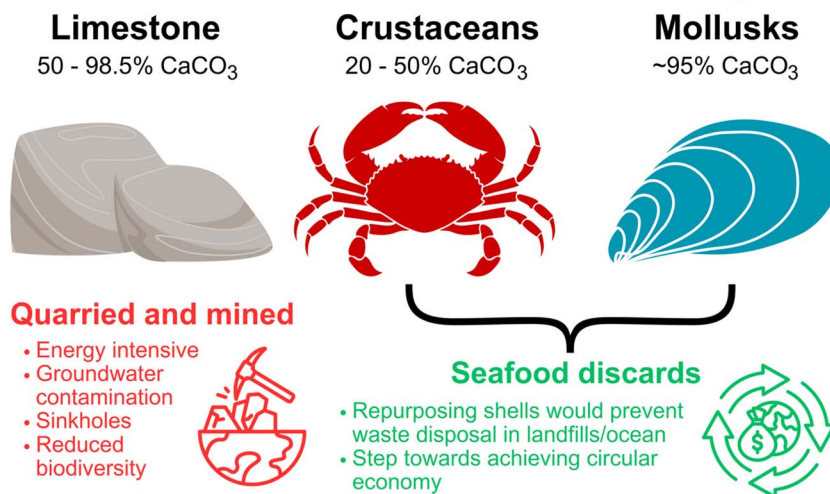 Limestone
50 - 98.5% CaCO₃
Crustaceans
20 - 50% CaCO₃
Mollusks
~95% CaCO₃
Quarried and mined
• Energy intensive
• Groundwater
contamination
• Sinkholes
• Reduced
biodiversity
Seafood discards
• Repurposing shells would prevent
waste disposal in landfills/ocean
• Step towards achieving circular
economy
$